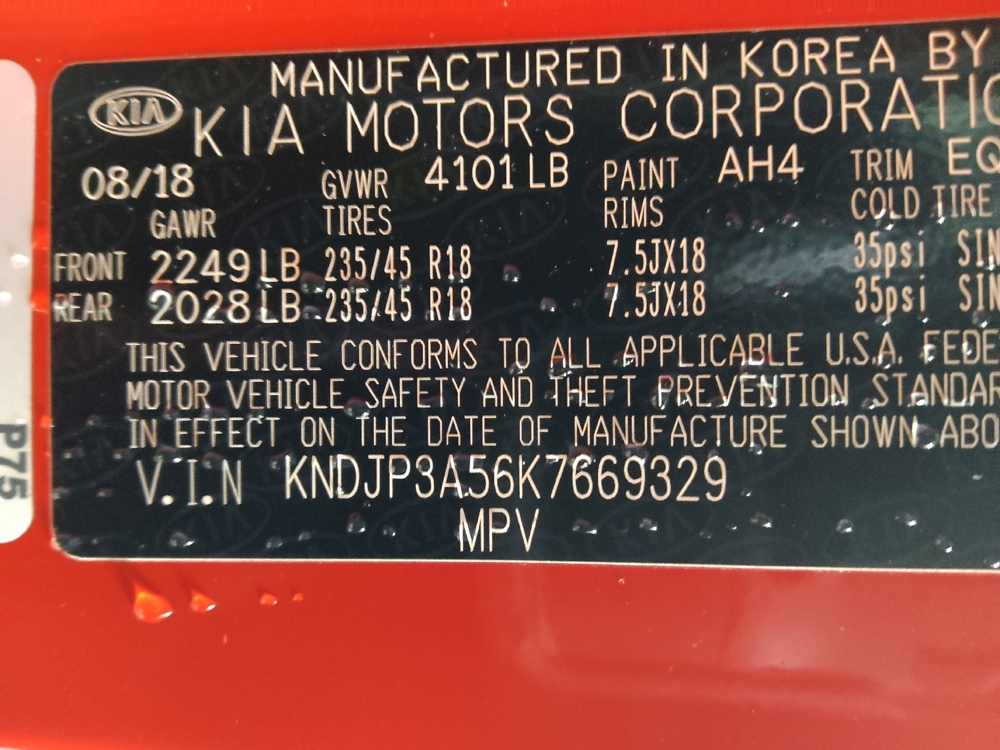 MANUFACTURED IN KOREA BY
KIA KIA MOTORS CORPORATIO
08/18 GVWR 4101 LB PAINT AH4 TRIM EQ
GAWR TIRES RIMS COLD TIRE
FRONT 2249 LB 235/45 R18 7.5JX18 35psi SIN
REAR 2028 LB 235/45 R18 7.5JX18 35psi SIN
THIS VEHICLE CONFORMS TO ALL APPLICABLE U.S.A. FEDE
MOTOR VEHICLE SAFETY AND THEFT PREVENTION STANDAR
IN EFFECT ON THE DATE OF MANUFACTURE SHOWN ABO
V.I.N KNDJP3A56K7669329
MPV
P75